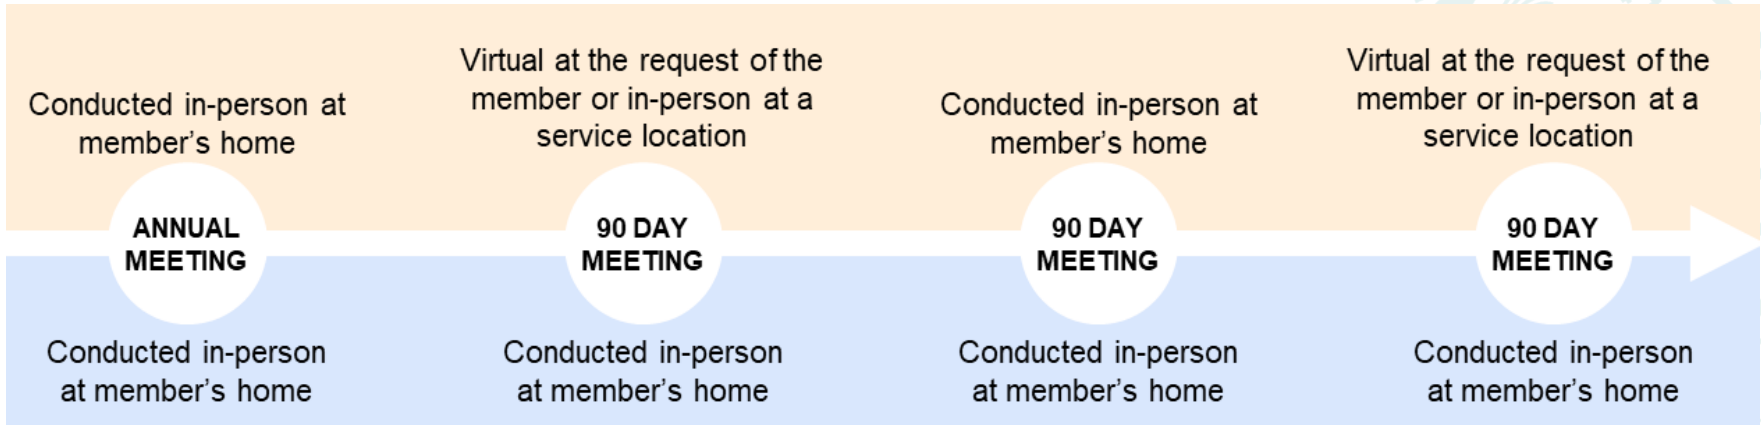 Conducted in-person at
member's home
Virtual at the request of the
member or in-person at a
service location
Conducted in-person at
member's home
Virtual at the request of the
member or in-person at a
service location
ANNUAL
MEETING
90 DAY
MEETING
90 DAY
MEETING
90 DAY
MEETING
Conducted in-person
at member's home
Conducted in-person
at member's home
Conducted in-person
at member's home
Conducted in-person
at member's home